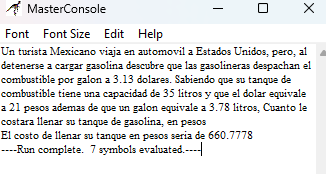 MasterConsole
Font Font Size Edit Help
Un turista Mexicano viaja en automovil a Estados Unidos, pero, al
detenerse a cargar gasolina descubre que las gasolineras despachan el
combustible por galon a 3.13 dolares. Sabiendo que su tanque de
combustible tiene una capacidad de 35 litros y que el dolar equivale
a 21 pesos ademas de que un galon equivale a 3.78 litros, Cuanto le
costara llenar su tanque de gasolina, en pesos
El costo de llenar su tanque en pesos seria de 660.7778
----Run complete.  7 symbols evaluated.----